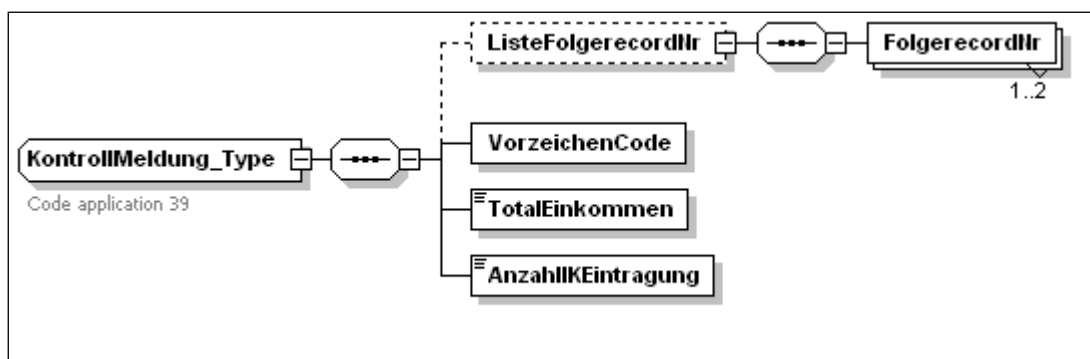 ListeFolgerecordNr
FolgerecordNr
1..2
VorzeichenCode
KontrollMeldung_Type
Code application 39
TotalEinkommen
AnzahlIKEintragung